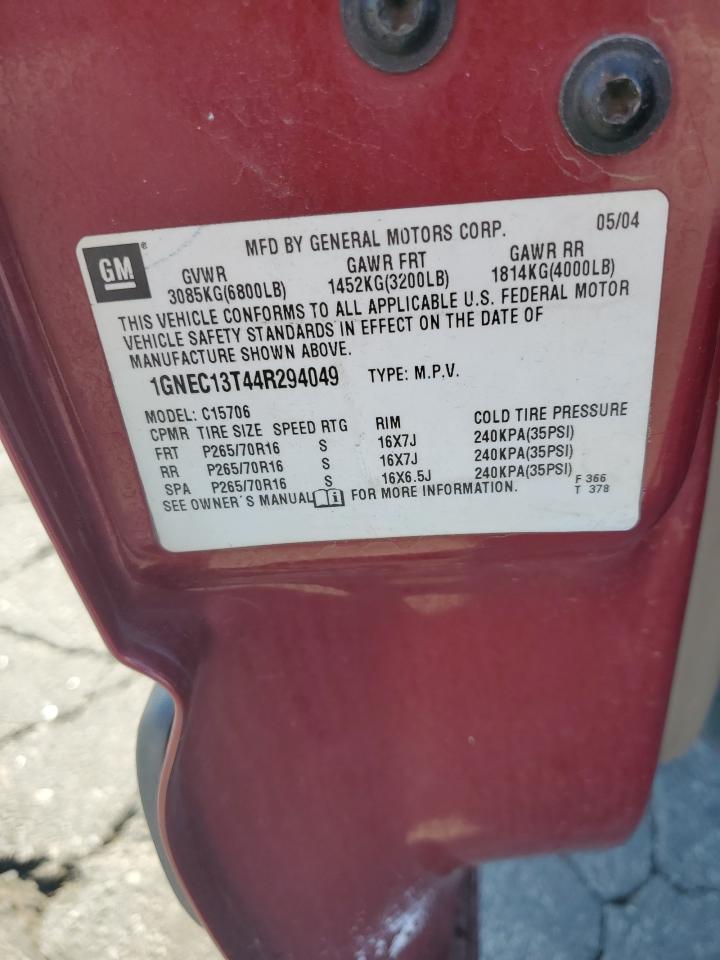 MFD BY GENERAL MOTORS CORP. 05/04
GM ®
GVWR GAWR FRT GAWR RR
3085KG(6800LB) 1452KG(3200LB) 1814KG(4000LB)
THIS VEHICLE CONFORMS TO ALL APPLICABLE U.S. FEDERAL MOTOR
VEHICLE SAFETY STANDARDS IN EFFECT ON THE DATE OF
MANUFACTURE SHOWN ABOVE.
1GNEC13T44R294049 TYPE: M.P.V.
MODEL: C15706
CPMR TIRE SIZE SPEED RTG RIM COLD TIRE PRESSURE
FRT P265/70R16 S 16X7J 240KPA(35PSI)
RR P265/70R16 S 16X7J 240KPA(35PSI)
SPA P265/70R16 S 16X6.5J 240KPA(35PSI)
SEE OWNER'S MANUAL FOR MORE INFORMATION.
F 366
T 378